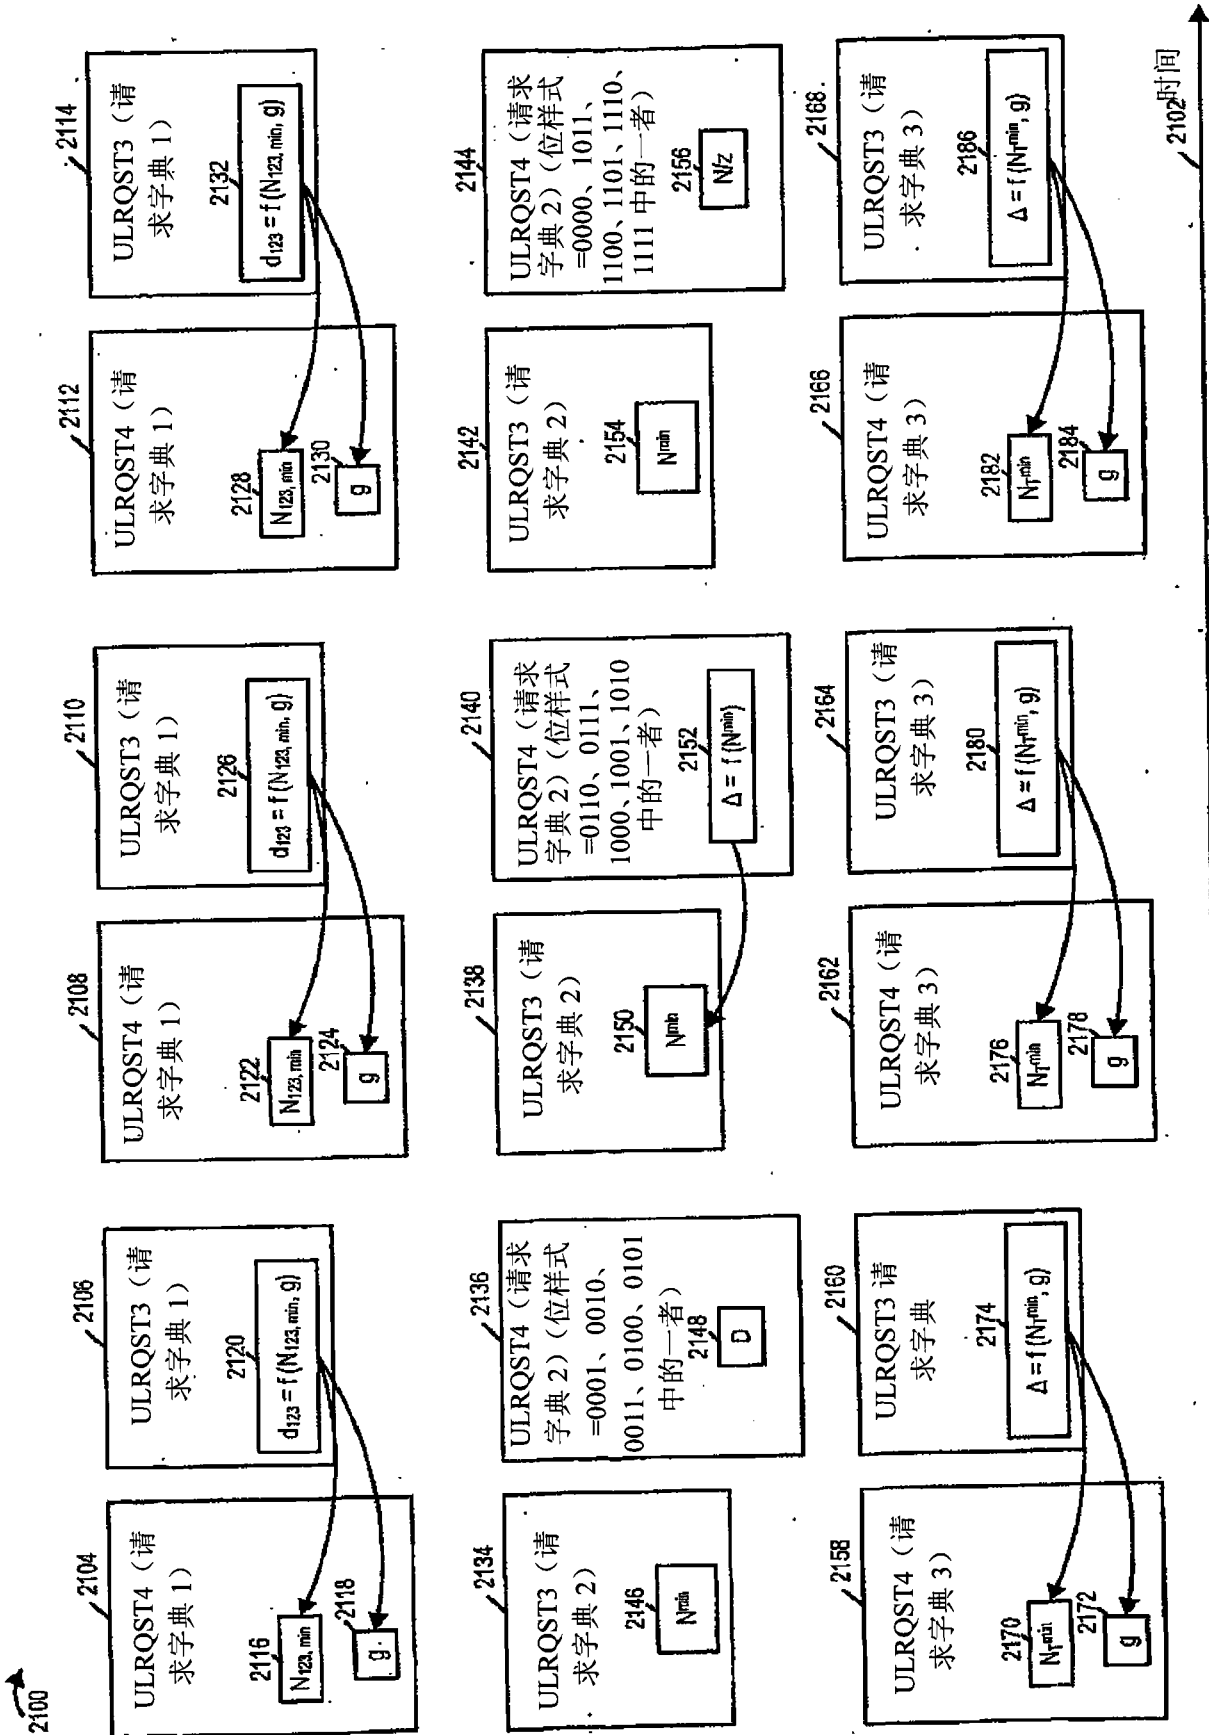 2100
2104
ULRQST4（请
求字典 1）
2116
N123, min
2118
g
2106
ULRQST3（请
求字典 1）
2120
d123 = f (N123, min, g)
2108
ULRQST4（请
求字典 1）
2122
N123, min
2124
g
2110
ULRQST3（请
求字典 1）
2126
d123 = f (N123, min, g)
2112
ULRQST4（请
求字典 1）
2128
N123, min
2130
g
2114
ULRQST3（请
求字典 1）
2132
d123 = f (N123, min, g)
2134
ULRQST3（请
求字典 2）
2146
Nmin
2136
ULRQST4（请求
字典 2）（位样式
=0001、0010、
0011、0100、0101
中的一者）
2148
D
2138
ULRQST3（请
求字典 2）
2150
Nmin
2140
ULRQST4（请求
字典 2）（位样式
=0110、0111、
1000、1001、1010
中的一者）
2152
Δ = f (Nmin)
2142
ULRQST3（请
求字典 2）
2154
Nmin
2144
ULRQST4（请求
字典 2）（位样式
=0000、1011、
1100、1101、1110、
1111 中的一者）
2156
N/z
2158
ULRQST4（请
求字典 3）
2170
NTmin
2172
g
2160
ULRQST3 请
求字典
2174
Δ = f (NTmin, g)
2162
ULRQST4（请
求字典 3）
2176
NTmin
2178
g
2164
ULRQST3（请
求字典 3）
2180
Δ = f (NTmin, g)
2166
ULRQST4（请
求字典 3）
2182
NTmin
2184
g
2168
ULRQST3（请
求字典 3）
2186
Δ = f (NTmin, g)
2102
时间